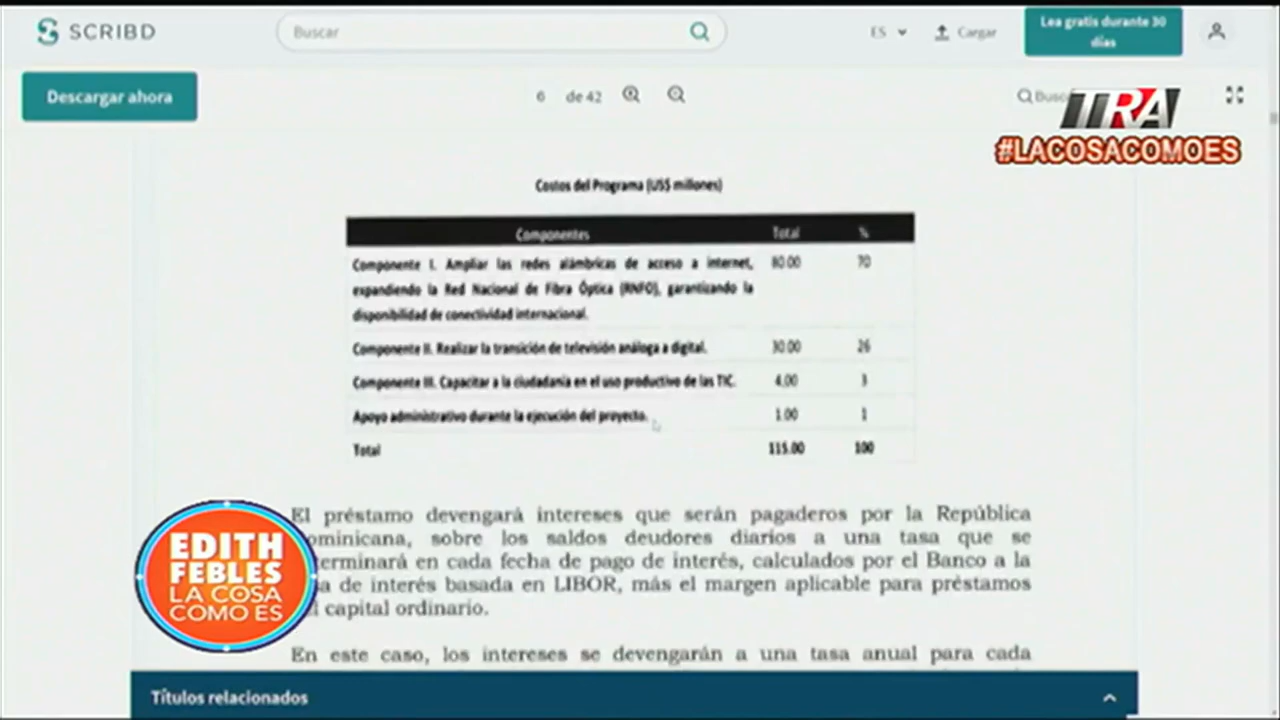 SCRIBD
Buscar
ES
Cargar
Lea gratis durante 30
días
Descargar ahora
6 de 42
TRA
#LACOSACOMOES
Costos del Programa (US$ millones)
Componentes Total %
Componente I. Ampliar las redes alámbricas de acceso a internet, 80.00 70
expandiendo la Red Nacional de Fibra Óptica (RNFO), garantizando la
disponibilidad de conectividad internacional.
Componente II. Realizar la transición de televisión análoga a digital. 30.00 26
Componente III. Capacitar a la ciudadanía en el uso productivo de las TIC. 4.00 3
Apoyo administrativo durante la ejecución del proyecto. 1.00 1
Total 115.00 100
El préstamo devengará intereses que serán pagaderos por la República
ominicana, sobre los saldos deudores diarios a una tasa que se
terminará en cada fecha de pago de interés, calculados por el Banco a la
a de interés basada en LIBOR, más el margen aplicable para préstamos
l capital ordinario.
En este caso, los intereses se devengarán a una tasa anual para cada
EDITH
FEBLES
LA COSA
COMO ES
Títulos relacionados